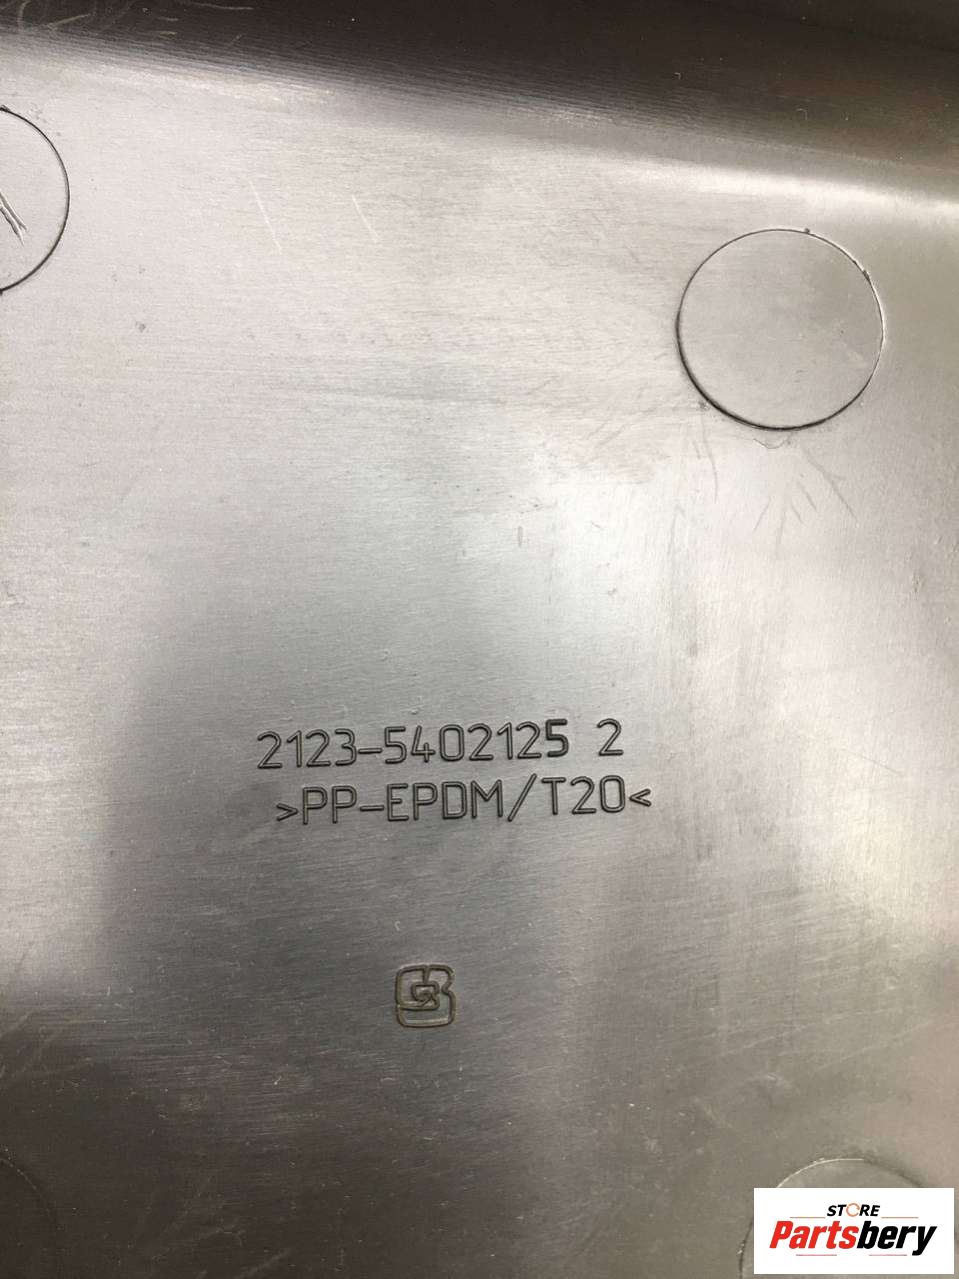 2123-5402125 2
>PP-EPDM/T20<
STORE
Partsbery